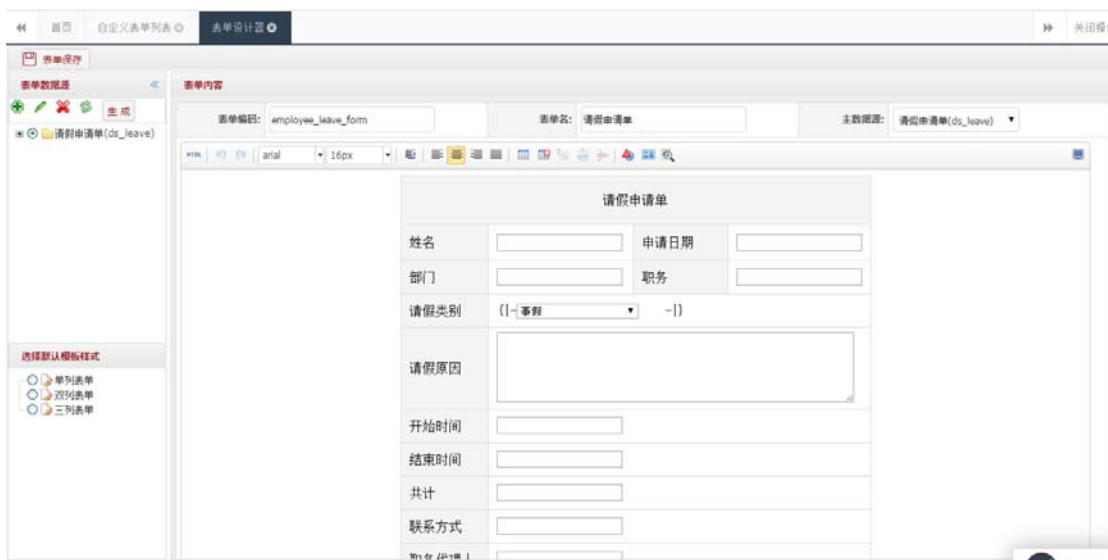 首页 自定义表单列表 表单设计器 关闭操
表单保存
表单数据源 表单内容
生成
请假申请单(ds_leave)
表单编码: employee_leave_form 表单名: 请假申请单 主数据源: 请假申请单(ds_leave)
HTML arial 16px
请假申请单
姓名 申请日期
部门 职务
请假类别 {|-事假 -|}
请假原因
开始时间
结束时间
共计
联系方式
职务代理人
选择默认模板样式
单列表单
双列表单
三列表单